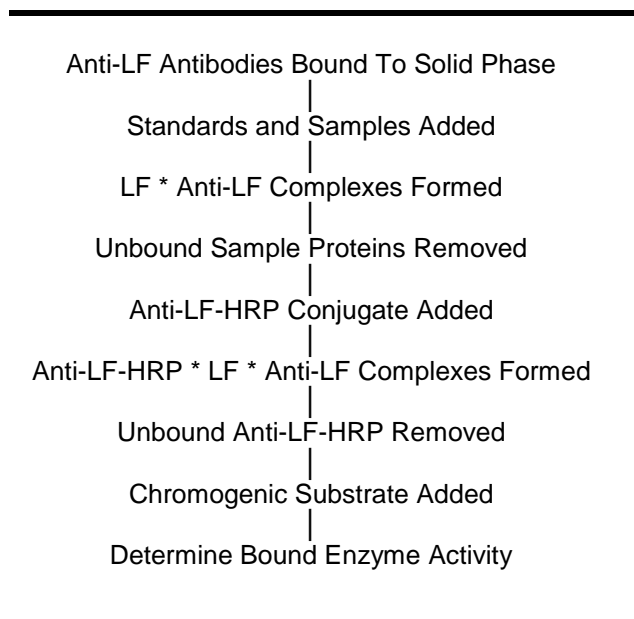 Anti-LF Antibodies Bound To Solid Phase
Standards and Samples Added
LF * Anti-LF Complexes Formed
Unbound Sample Proteins Removed
Anti-LF-HRP Conjugate Added
Anti-LF-HRP * LF * Anti-LF Complexes Formed
Unbound Anti-LF-HRP Removed
Chromogenic Substrate Added
Determine Bound Enzyme Activity